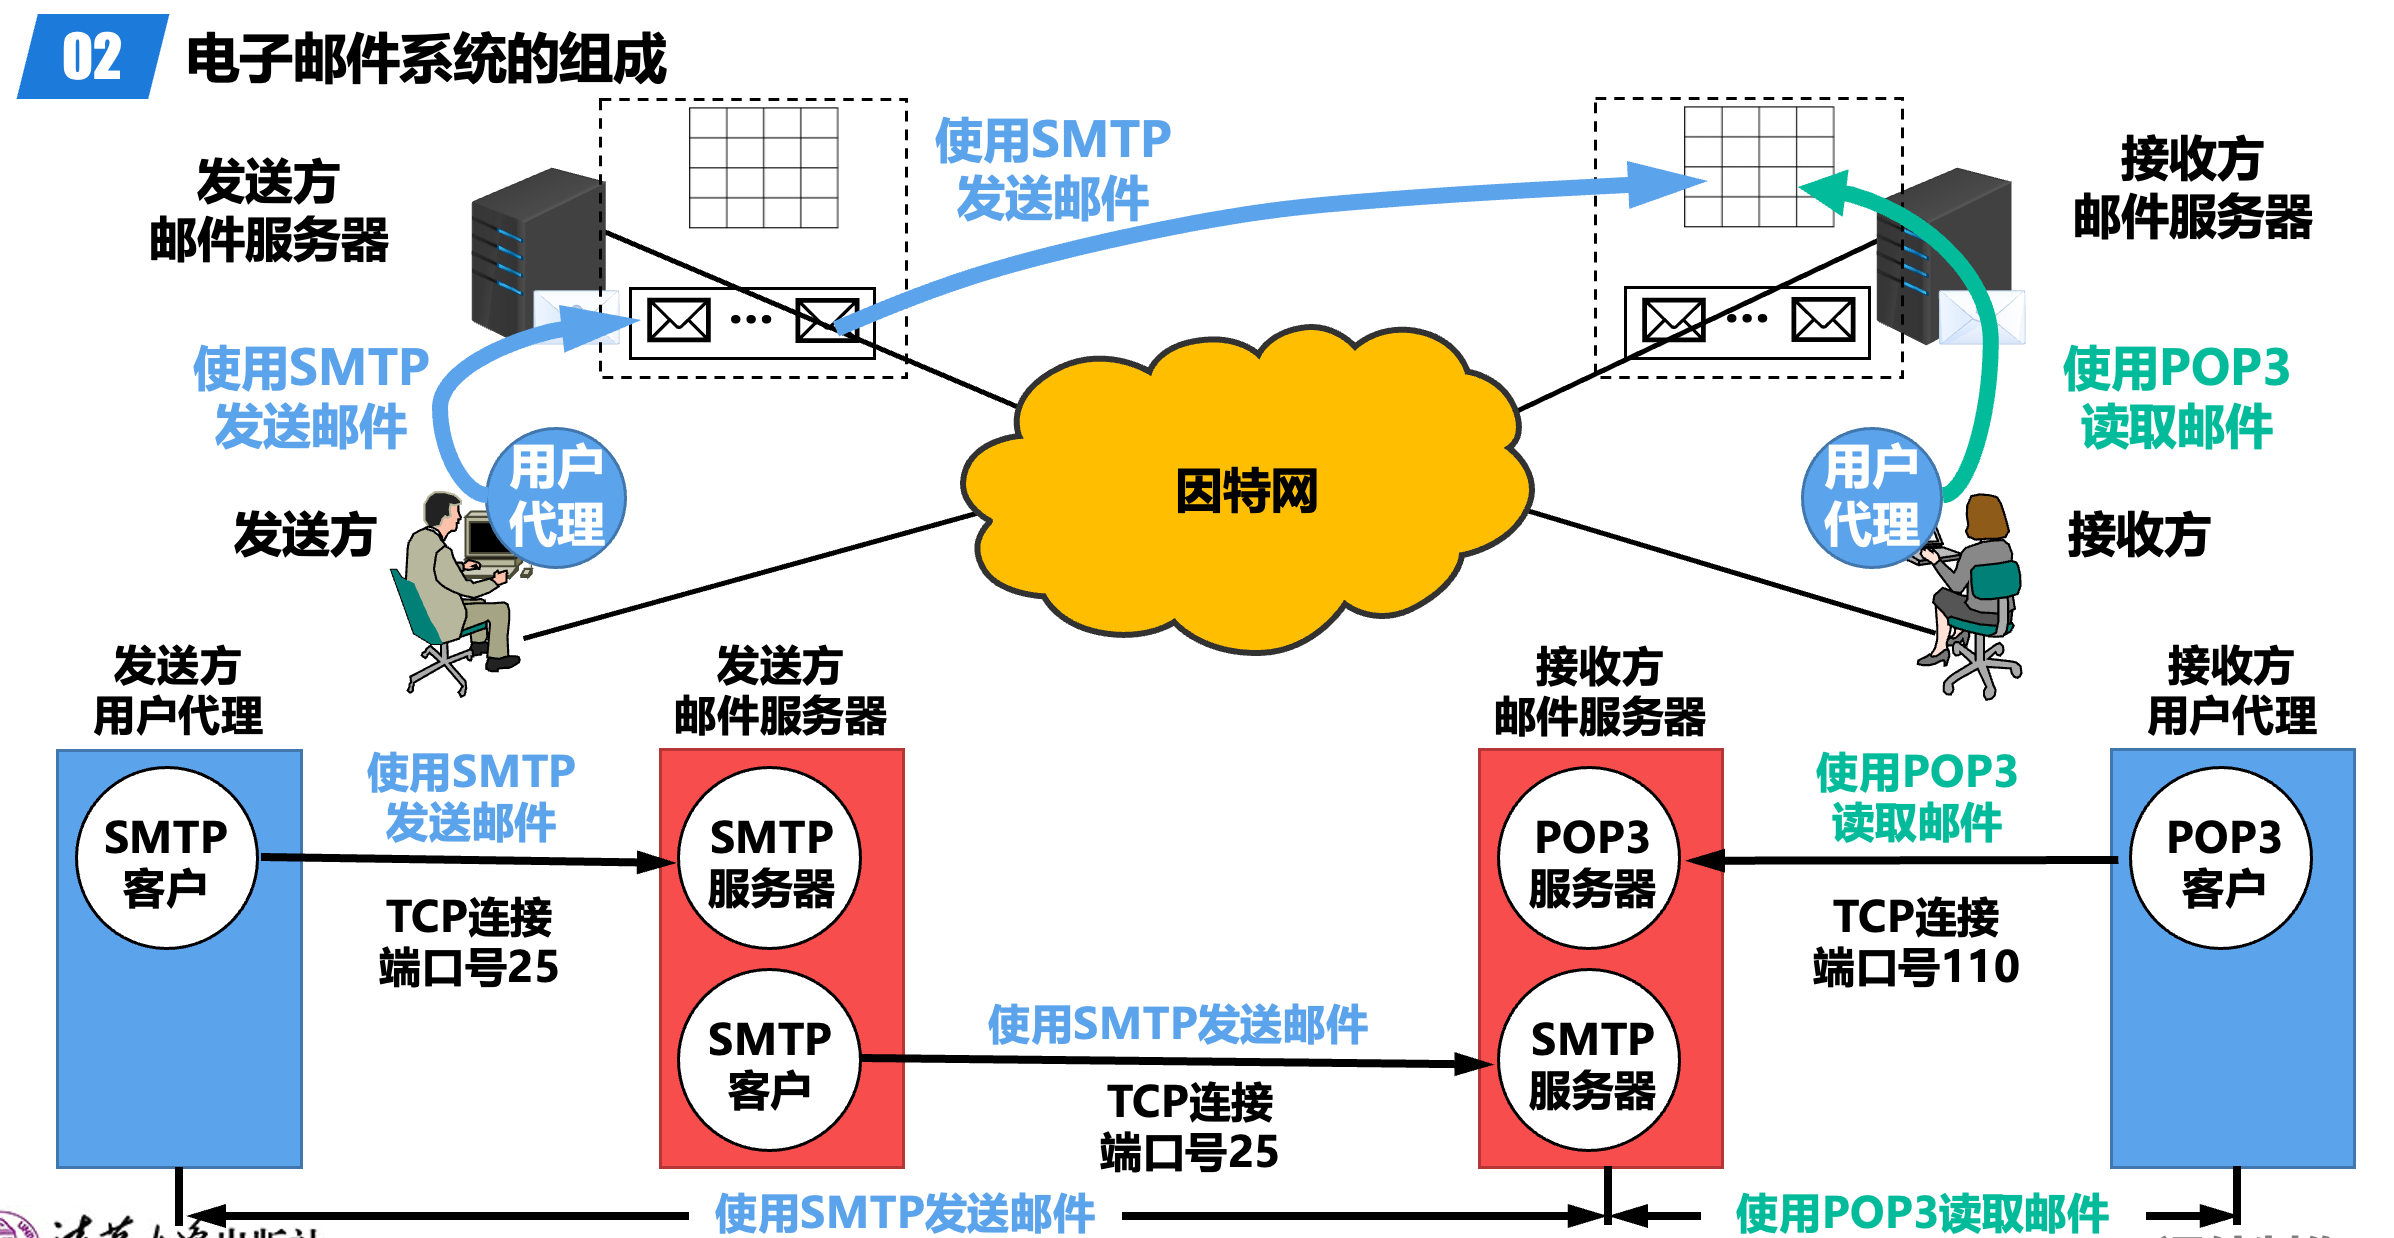 02
电子邮件系统的组成
发送方
邮件服务器
使用SMTP
发送邮件
接收方
邮件服务器
使用SMTP
发送邮件
使用POP3
读取邮件
用户
代理
因特网
用户
代理
发送方
接收方
发送方
用户代理
发送方
邮件服务器
接收方
邮件服务器
接收方
用户代理
使用SMTP
发送邮件
使用POP3
读取邮件
SMTP
客户
SMTP
服务器
POP3
服务器
POP3
客户
TCP连接
端口号25
TCP连接
端口号110
SMTP
客户
使用SMTP发送邮件
SMTP
服务器
TCP连接
端口号25
使用SMTP发送邮件
使用POP3读取邮件